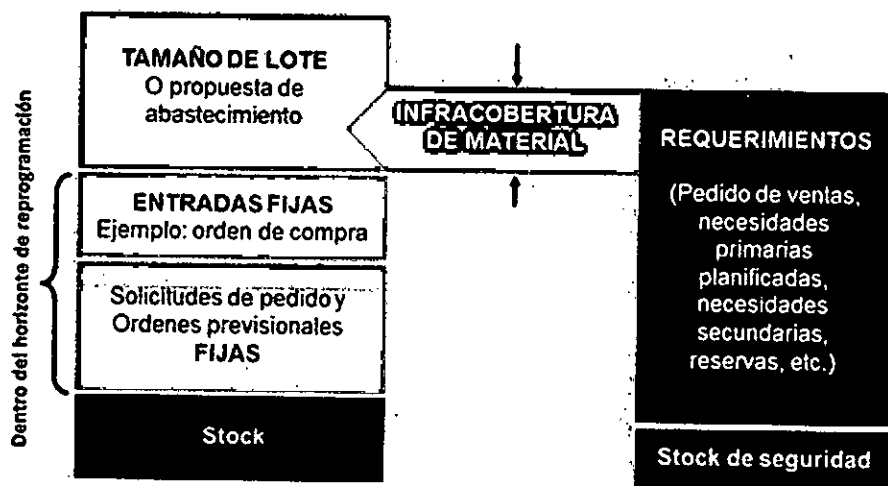 Dentro del horizonte de reprogramación
TAMAÑO DE LOTE
O propuesta de
abastecimiento
ENTRADAS FIJAS
Ejemplo: orden de compra
Solicitudes de pedido y
Ordenes previsionales
FIJAS
Stock
INFRACOBERTURA
DE MATERIAL
REQUERIMIENTOS
(Pedido de ventas,
necesidades
primarias
planificadas,
necesidades
secundarias,
reservas, etc.)
Stock de seguridad